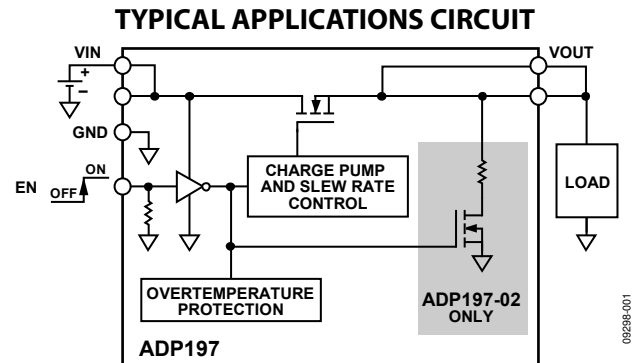 TYPICAL APPLICATIONS CIRCUIT
VIN
VOUT
+
−
GND
EN
OFF
ON
CHARGE PUMP
AND SLEW RATE
CONTROL
LOAD
OVERTEMPERATURE
PROTECTION
ADP197-02
ONLY
ADP197
09298-001